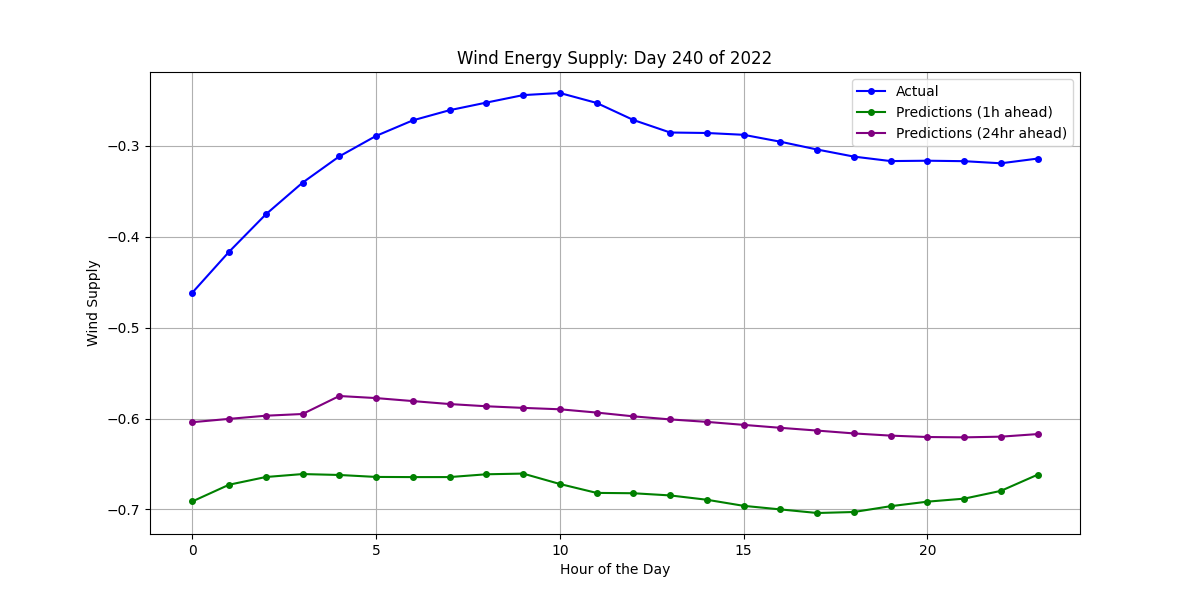 Wind Energy Supply: Day 240 of 2022
Actual
Predictions (1h ahead)
Predictions (24hr ahead)
Wind Supply
−0.3
−0.4
−0.5
−0.6
−0.7
0 5 10 15 20
Hour of the Day